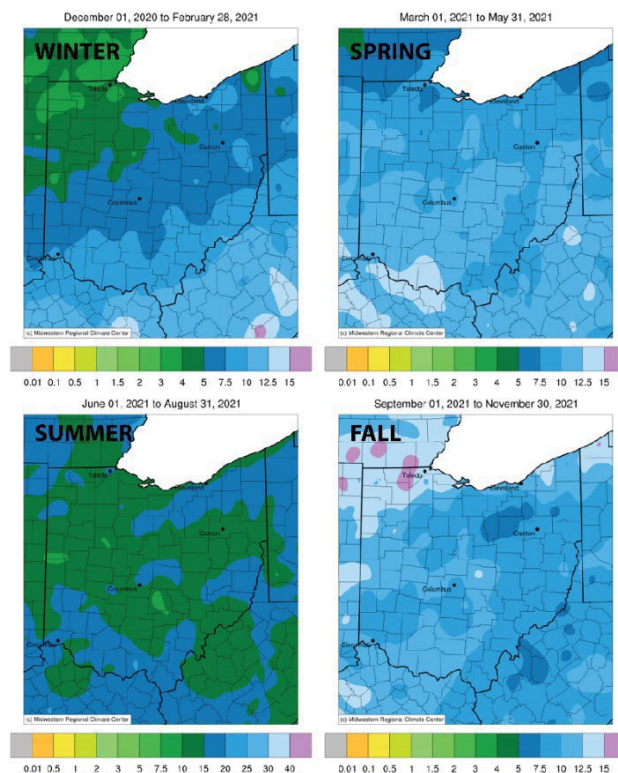 December 01, 2020 to February 28, 2021
WINTER
Toledo
Cleveland
Canton
Columbus
Cincinnati
(c) Midwestern Regional Climate Center
0.01 0.1 0.5 1 1.5 2 3 4 5 7.5 10 12.5 15
March 01, 2021 to May 31, 2021
SPRING
Toledo
Cleveland
Canton
Columbus
Cincinnati
(c) Midwestern Regional Climate Center
0.01 0.1 0.5 1 1.5 2 3 4 5 7.5 10 12.5 15
June 01, 2021 to August 31, 2021
SUMMER
Toledo
Cleveland
Canton
Columbus
Cincinnati
(c) Midwestern Regional Climate Center
0.01 0.5 1 2 3 5 7.5 10 15 20 25 30 40
September 01, 2021 to November 30, 2021
FALL
Toledo
Cleveland
Canton
Columbus
Cincinnati
(c) Midwestern Regional Climate Center
0.01 0.1 0.5 1 1.5 2 3 4 5 7.5 10 12.5 15